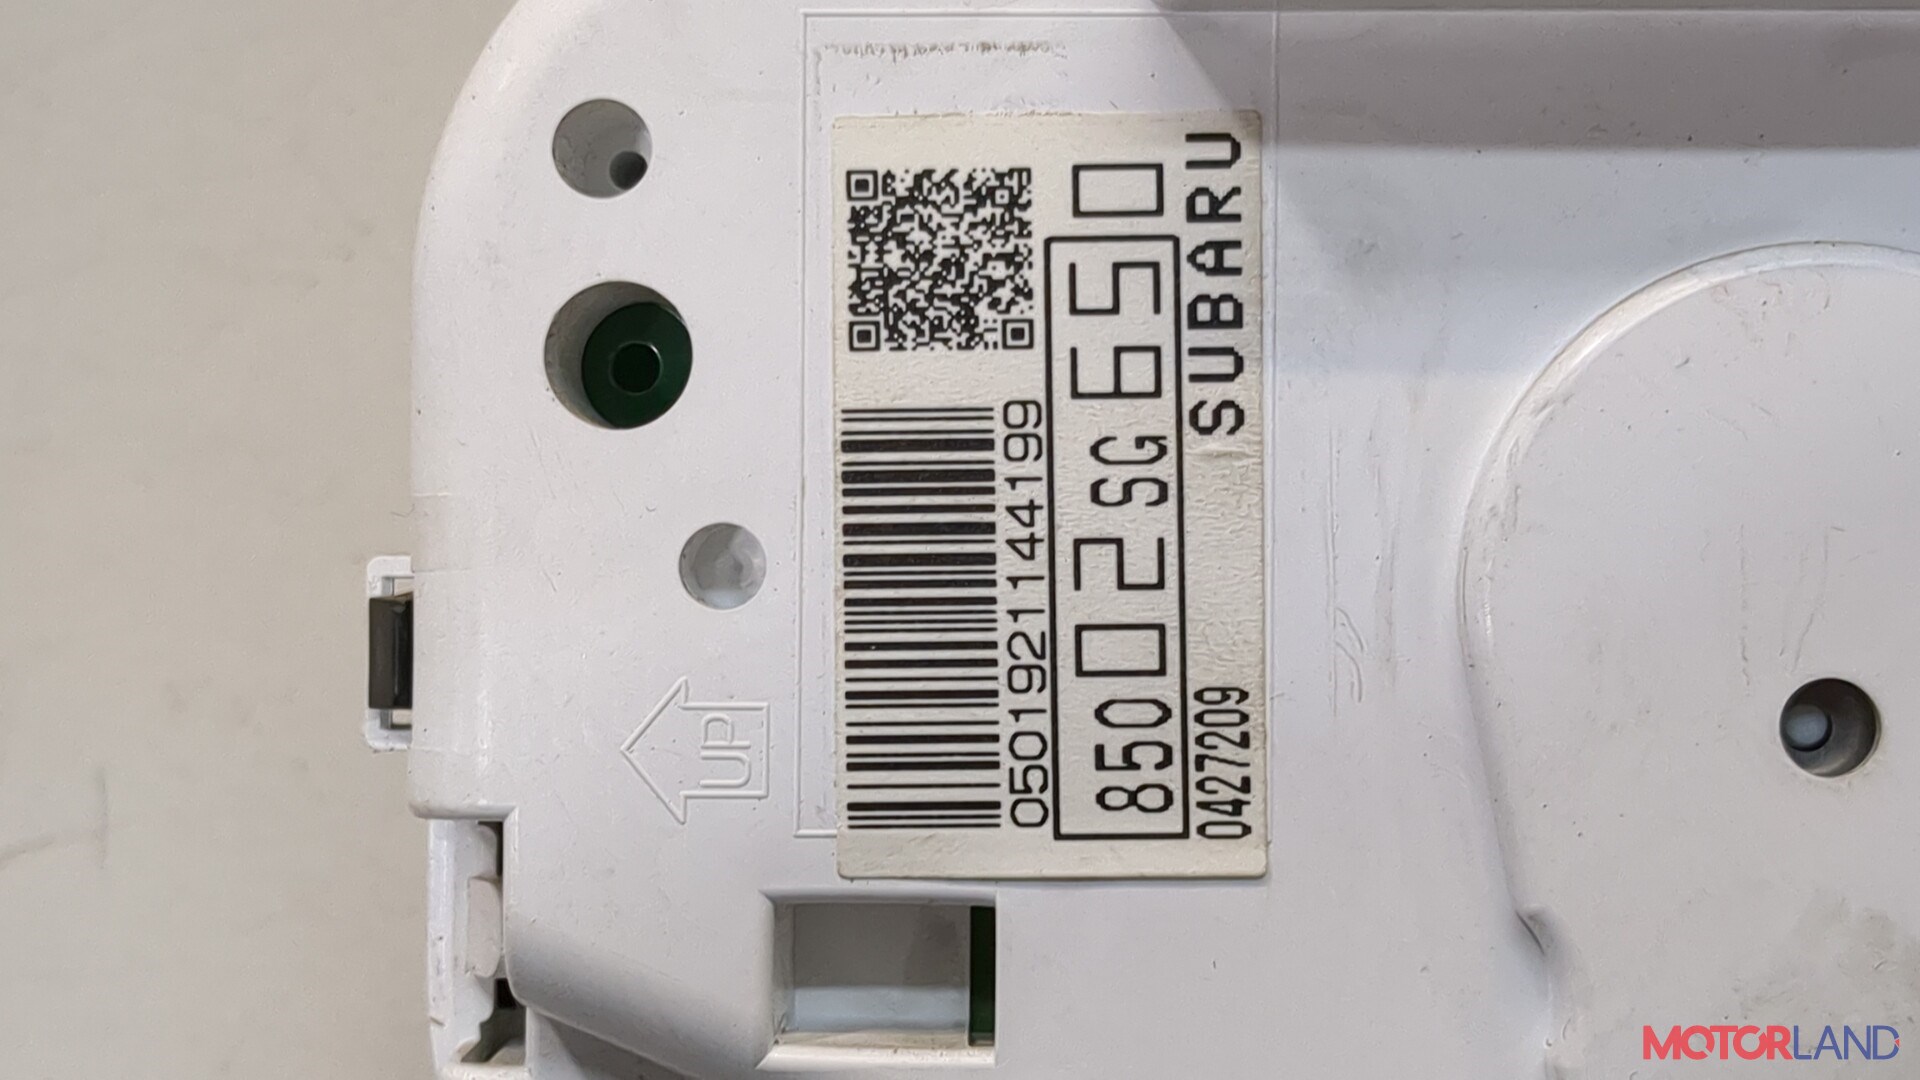 0501921144199
85002SG650
0427209 SUBARU
UP
MOTORLAND